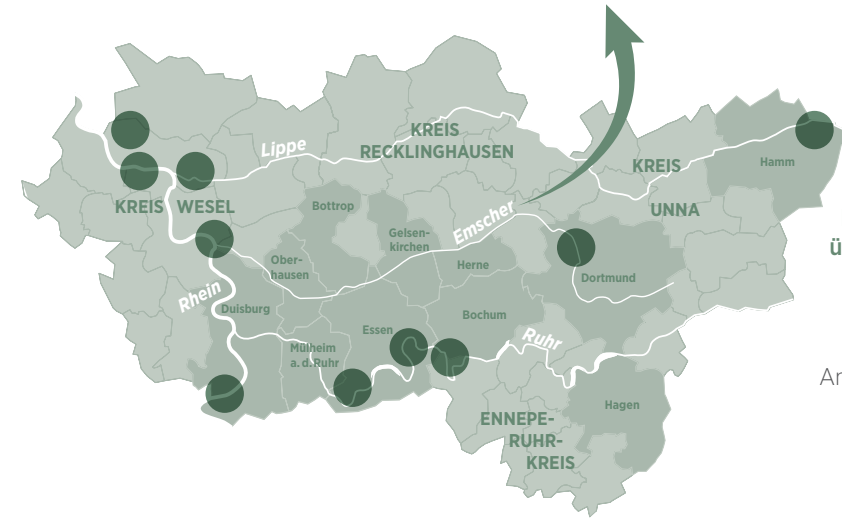 Lippe
KREIS
RECKLINGHAUSEN
KREIS
Hamm
KREIS WESEL
Bottrop
UNNA
Gelsen-
kirchen
Emscher
ü
Ober-
hausen
Herne
Dortmund
Rhein
Duisburg
Bochum
Essen
Ruhr
Mülheim
a. d. Ruhr
Ar
Hagen
ENNEPE-
RUHR-
KREIS